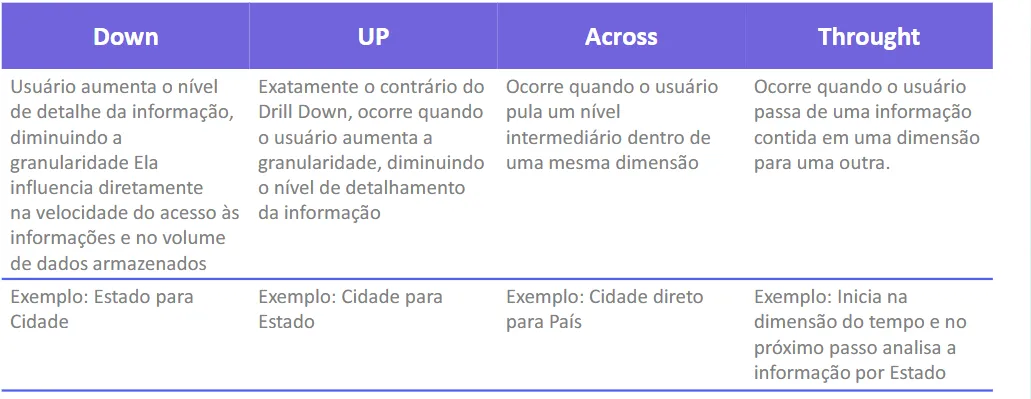 Down
UP
Across
Throught
Usuário aumenta o nível
de detalhe da informação,
diminuindo a
granularidade Ela
influencia diretamente
na velocidade do acesso às
informações e no volume
de dados armazenados
Exatamente o contrário do
Drill Down, ocorre quando
o usuário aumenta a
granularidade, diminuindo
o nível de detalhamento
da informação
Ocorre quando o usuário
pula um nível
intermediário dentro de
uma mesma dimensão
Ocorre quando o usuário
passa de uma informação
contida em uma dimensão
para uma outra.
Exemplo: Estado para
Cidade
Exemplo: Cidade para
Estado
Exemplo: Cidade direto
para País
Exemplo: Inicia na
dimensão do tempo e no
próximo passo analisa a
informação por Estado